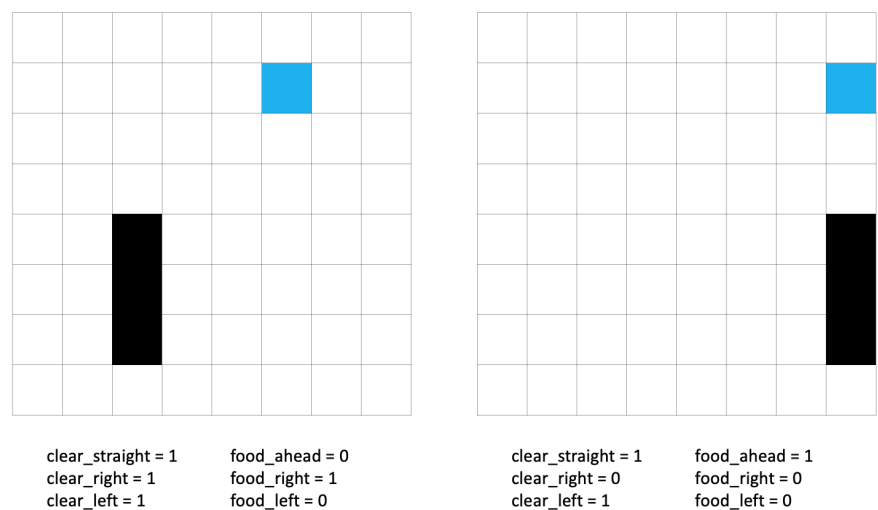 clear_straight = 1
clear_right = 1
clear_left = 1
food_ahead = 0
food_right = 1
food_left = 0
clear_straight = 1
clear_right = 0
clear_left = 1
food_ahead = 1
food_right = 0
food_left = 0